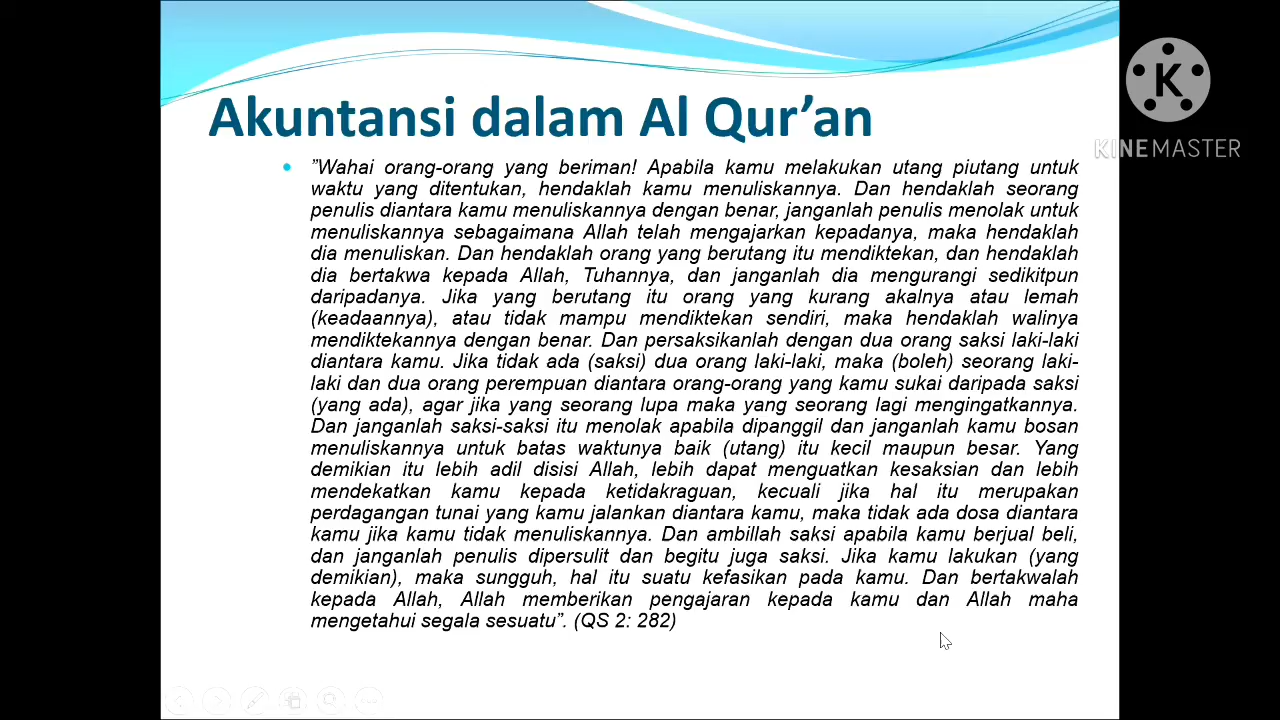 Akuntansi dalam Al Qur’an
K
KINEMASTER
”Wahai orang-orang yang beriman! Apabila kamu melakukan utang piutang untuk
waktu yang ditentukan, hendaklah kamu menuliskannya. Dan hendaklah seorang
penulis diantara kamu menuliskannya dengan benar, janganlah penulis menolak untuk
menuliskannya sebagaimana Allah telah mengajarkan kepadanya, maka hendaklah
dia menuliskan. Dan hendaklah orang yang berutang itu mendiktekan, dan hendaklah
dia bertakwa kepada Allah, Tuhannya, dan janganlah dia mengurangi sedikitpun
daripadanya. Jika yang berutang itu orang yang kurang akalnya atau lemah
(keadaannya), atau tidak mampu mendiktekan sendiri, maka hendaklah walinya
mendiktekannya dengan benar. Dan persaksikanlah dengan dua orang saksi laki-laki
diantara kamu. Jika tidak ada (saksi) dua orang laki-laki, maka (boleh) seorang laki-
laki dan dua orang perempuan diantara orang-orang yang kamu sukai daripada saksi
(yang ada), agar jika yang seorang lupa maka yang seorang lagi mengingatkannya.
Dan janganlah saksi-saksi itu menolak apabila dipanggil dan janganlah kamu bosan
menuliskannya untuk batas waktunya baik (utang) itu kecil maupun besar. Yang
demikian itu lebih adil disisi Allah, lebih dapat menguatkan kesaksian dan lebih
mendekatkan kamu kepada ketidakraguan, kecuali jika hal itu merupakan
perdagangan tunai yang kamu jalankan diantara kamu, maka tidak ada dosa diantara
kamu jika kamu tidak menuliskannya. Dan ambillah saksi apabila kamu berjual beli,
dan janganlah penulis dipersulit dan begitu juga saksi. Jika kamu lakukan (yang
demikian), maka sungguh, hal itu suatu kefasikan pada kamu. Dan bertakwalah
kepada Allah, Allah memberikan pengajaran kepada kamu dan Allah maha
mengetahui segala sesuatu”. (QS 2: 282)